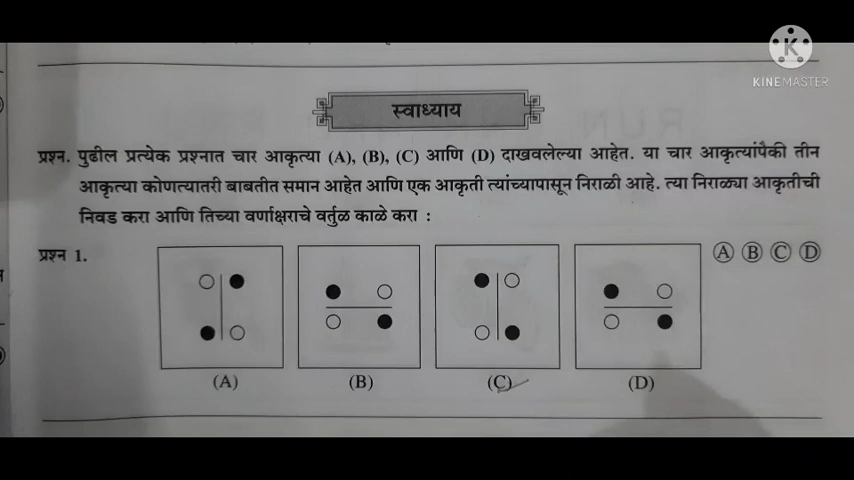 K
KINEMASTER
स्वाध्याय
प्रश्न. पुढील प्रत्येक प्रश्नात चार आकृत्या (A), (B), (C) आणि (D) दाखवलेल्या आहेत. या चार आकृत्यांपैकी तीन
आकृत्या कोणत्यातरी बाबतीत समान आहेत आणि एक आकृती त्यांच्यापासून निराळी आहे. त्या निराळ्या आकृतीची
निवड करा आणि तिच्या वर्णाक्षराचे वर्तुळ काळे करा :
प्रश्न 1.
Ⓐ Ⓑ Ⓒ Ⓓ
(A) (B) (C) (D)